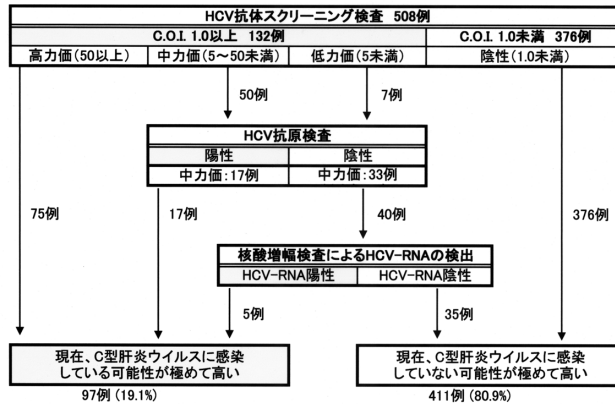 HCV抗体スクリーニング検査 508例
C.O.I. 1.0以上 132例
C.O.I. 1.0未満 376例
高力価(50以上)
中力価(5～50未満)
低力価(5未満)
陰性(1.0未満)
50例
7例
HCV抗原検査
陽性
陰性
中力価:17例
中力価:33例
75例
17例
40例
376例
核酸増幅検査によるHCV-RNAの検出
HCV-RNA陽性
HCV-RNA陰性
5例
35例
現在、C型肝炎ウイルスに感染
している可能性が極めて高い
現在、C型肝炎ウイルスに感染
していない可能性が極めて高い
97例 (19.1%)
411例 (80.9%)